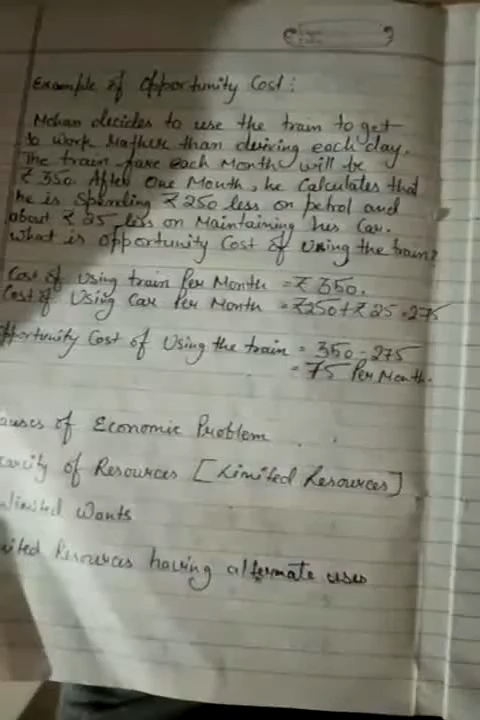 Example of Opportunity Cost:
Mohan decides to use the train to get
to work rather than driving each day.
The train fare each Month will be
₹ 350. After One Month, he Calculates that
he is Spending ₹ 250 less on petrol and
about ₹ 25 less on Maintaining his Car.
What is opportunity Cost of Using the train?
Cost of Using train Per Month = ₹ 350.
Cost of Using Car Per Month = ₹250+₹25=275
pportunity Cost of Using the train = 350-275
= 75 Per Month.
auses of Economic Problem
carcity of Resources [Limited Resources]
nlimited Wants
ited Resources having alternate uses